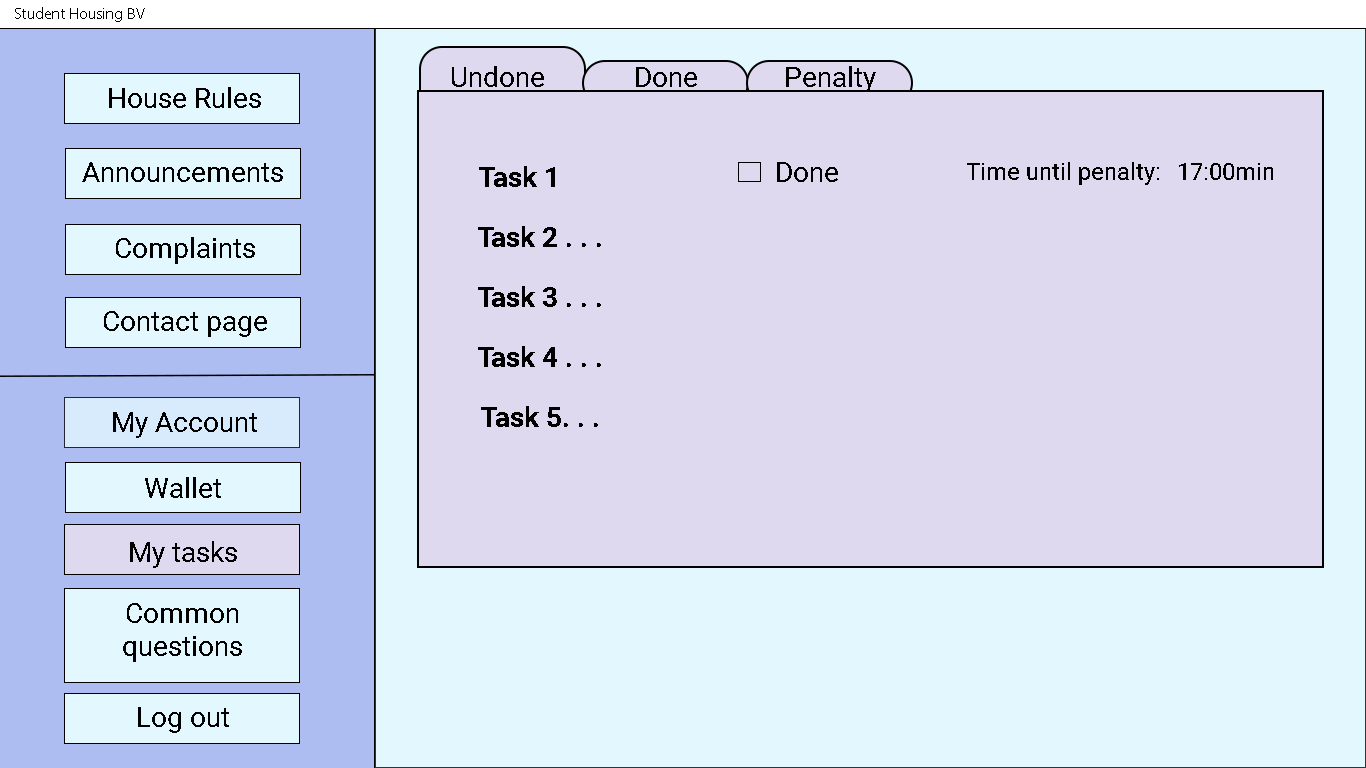 Student Housing BV
House Rules
Announcements
Complaints
Contact page
My Account
Wallet
My tasks
Common
questions
Log out
Undone Done Penalty
Task 1 Done Time until penalty: 17:00min
Task 2 . . .
Task 3 . . .
Task 4 . . .
Task 5. . .